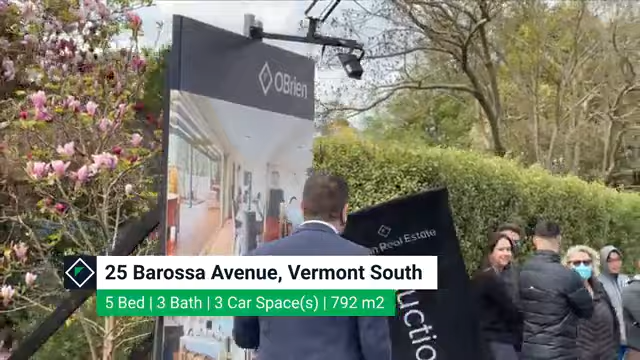 OBrien
n Real Estate
uctio
25 Barossa Avenue, Vermont South
5 Bed | 3 Bath | 3 Car Space(s) | 792 m2